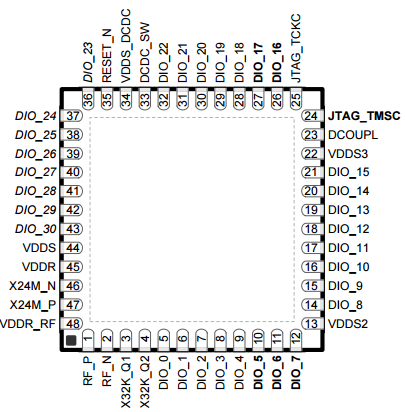 DIO_23
RESET_N
VDDS_DCDC
DCDC_SW
DIO_22
DIO_21
DIO_20
DIO_19
DIO_18
DIO_17
DIO_16
JTAG_TCKC
36 35 34 33 32 31 30 29 28 27 26 25
DIO_24 37 24 JTAG_TMSC
DIO_25 38 23 DCOUPL
DIO_26 39 22 VDDS3
DIO_27 40 21 DIO_15
DIO_28 41 20 DIO_14
DIO_29 42 19 DIO_13
DIO_30 43 18 DIO_12
VDDS 44 17 DIO_11
VDDR 45 16 DIO_10
X24M_N 46 15 DIO_9
X24M_P 47 14 DIO_8
VDDR_RF 48 13 VDDS2
1 2 3 4 5 6 7 8 9 10 11 12
RF_P
RF_N
X32K_Q1
X32K_Q2
DIO_0
DIO_1
DIO_2
DIO_3
DIO_4
DIO_5
DIO_6
DIO_7